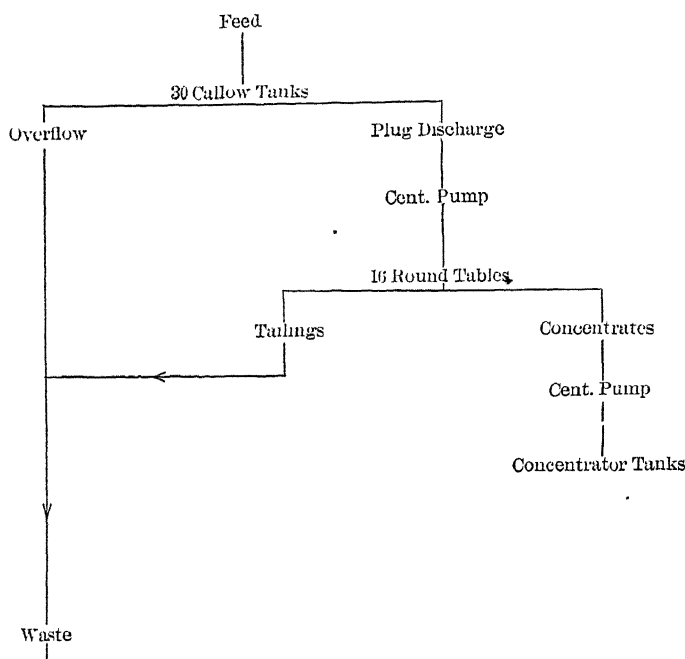 Feed
30 Callow Tanks
Overflow
Plug Discharge
Cent. Pump
16 Round Tables
Tailings
Concentrates
Cent. Pump
Concentrator Tanks
Waste